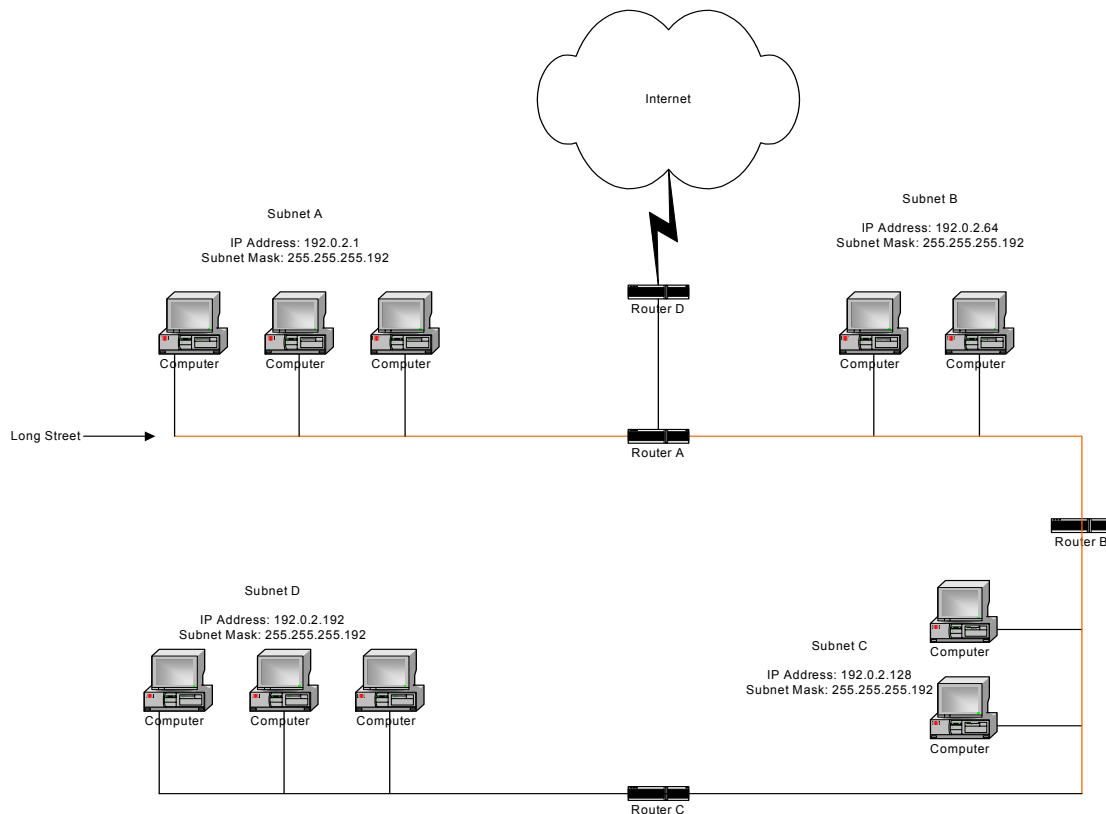 Internet
Subnet A
IP Address: 192.0.2.1
Subnet Mask: 255.255.255.192
Subnet B
IP Address: 192.0.2.64
Subnet Mask: 255.255.255.192
Router D
Computer
Computer
Computer
Computer
Computer
Long Street
Router A
Router B
Subnet D
IP Address: 192.0.2.192
Subnet Mask: 255.255.255.192
Computer
Computer
Computer
Subnet C
IP Address: 192.0.2.128
Subnet Mask: 255.255.255.192
Computer
Computer
Router C